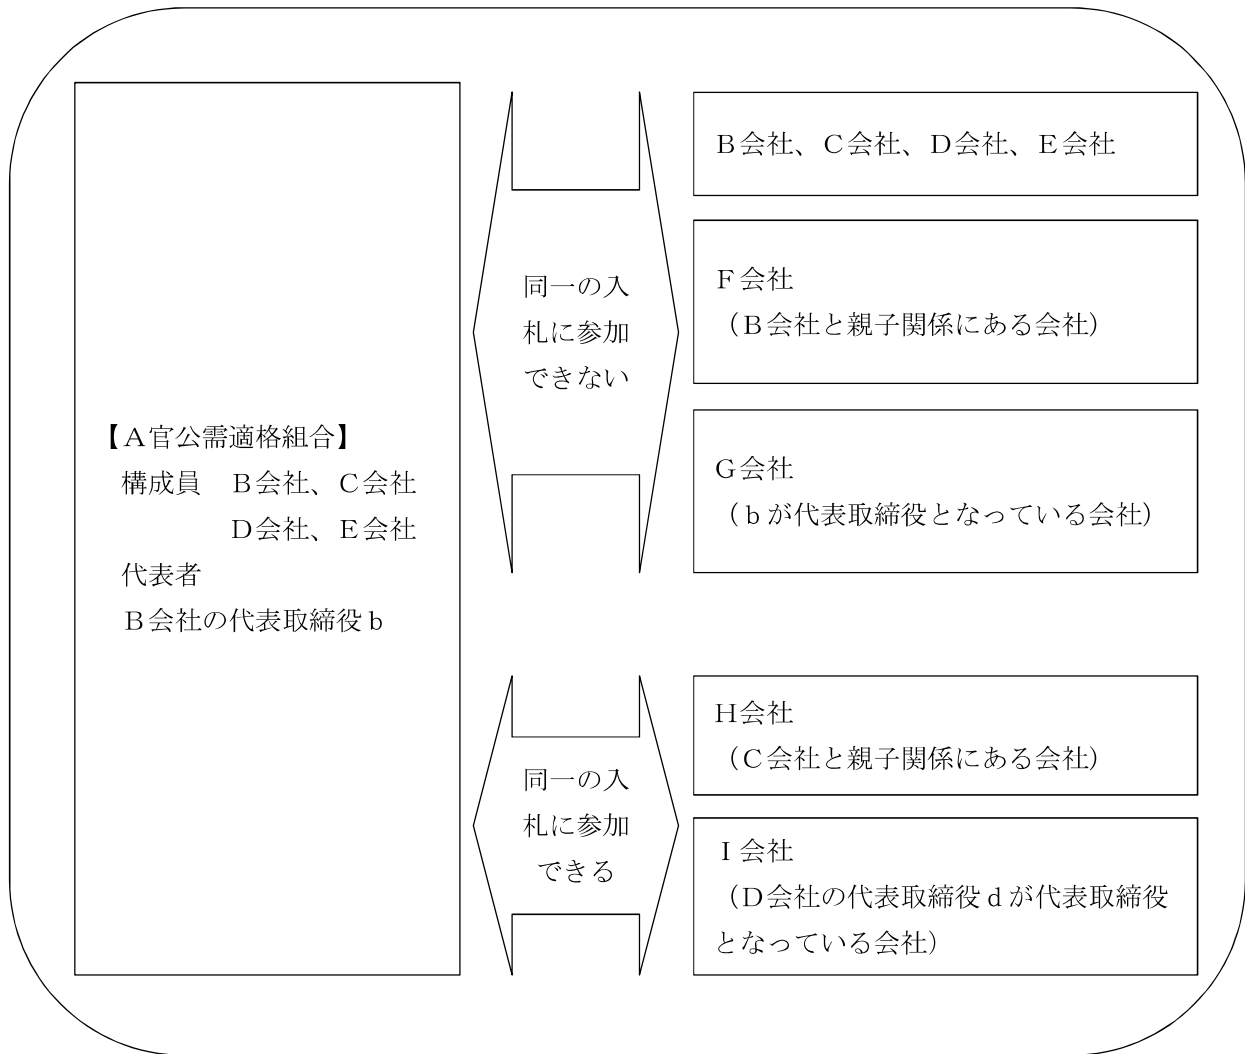 【A官公需適格組合】
構成員　B会社、C会社
D会社、E会社
代表者
B会社の代表取締役b
同一の入
札に参加
できない
B会社、C会社、D会社、E会社
F会社
（B会社と親子関係にある会社）
G会社
（bが代表取締役となっている会社）
同一の入
札に参加
できる
H会社
（C会社と親子関係にある会社）
I会社
（D会社の代表取締役dが代表取締役
となっている会社）